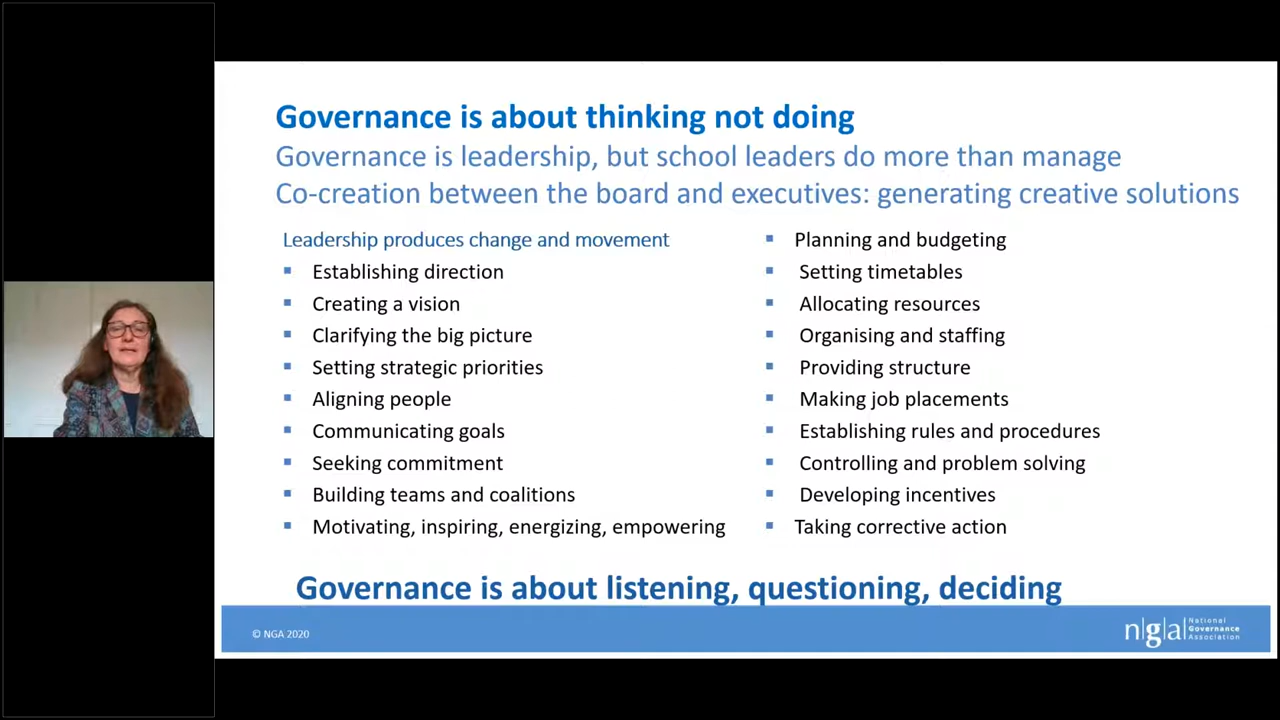 Governance is about thinking not doing
Governance is leadership, but school leaders do more than manage
Co-creation between the board and executives: generating creative solutions
Leadership produces change and movement
Establishing direction
Creating a vision
Clarifying the big picture
Setting strategic priorities
Aligning people
Communicating goals
Seeking commitment
Building teams and coalitions
Motivating, inspiring, energizing, empowering
Planning and budgeting
Setting timetables
Allocating resources
Organising and staffing
Providing structure
Making job placements
Establishing rules and procedures
Controlling and problem solving
Developing incentives
Taking corrective action
Governance is about listening, questioning, deciding
© NGA 2020
n|g|a|
National
Governance
Association